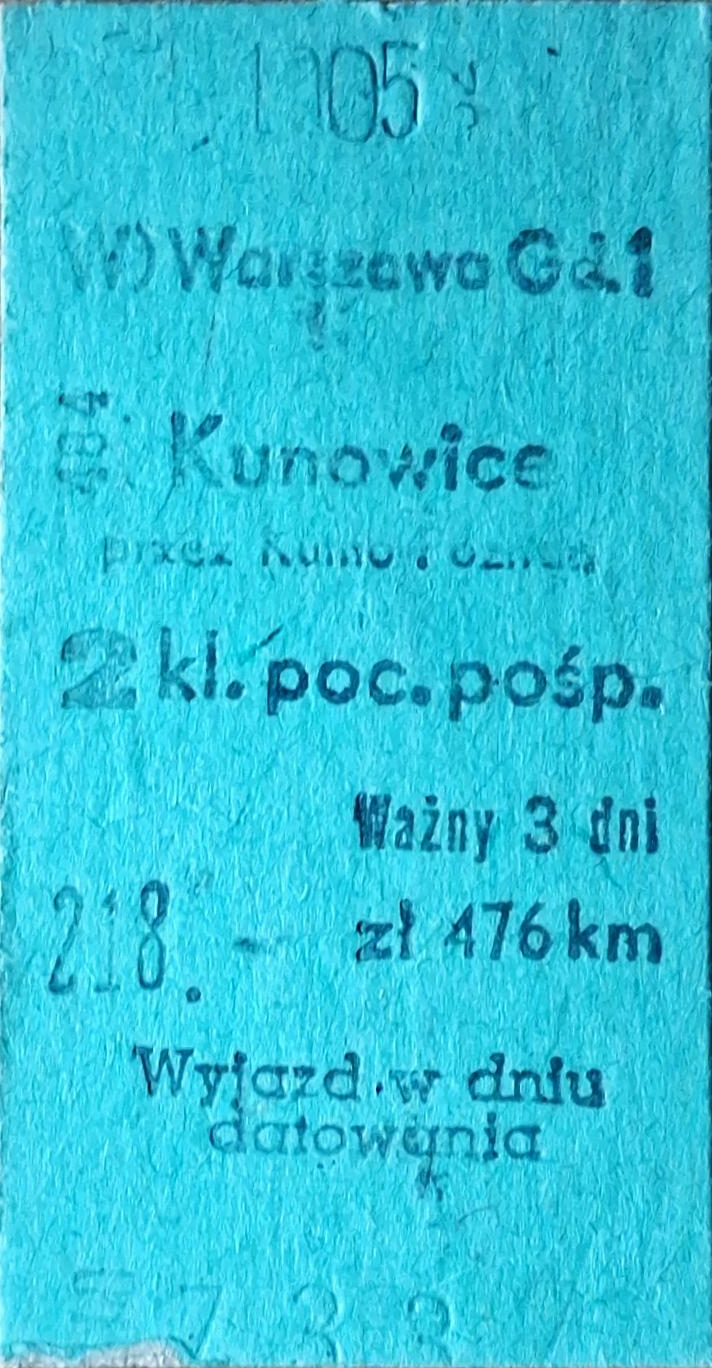 W) Warszawa Gd.1
484
Kunowice
przez Kutno Poznań
2 kl. poc. pośp.
Ważny 3 dni
218.- zł 476 km
Wyjazd w dniu
datowania